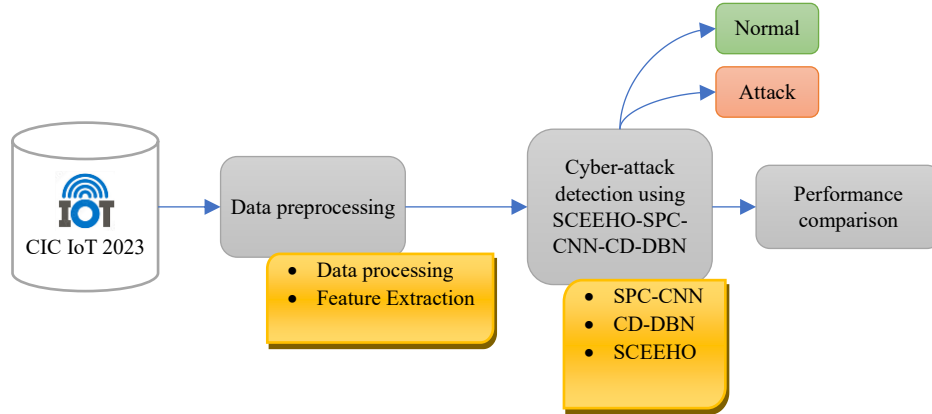 Normal
Attack
IOT
CIC IoT 2023
Data preprocessing
Cyber-attack
detection using
SCEEHO-SPC-
CNN-CD-DBN
Performance
comparison
• Data processing
• Feature Extraction
• SPC-CNN
• CD-DBN
• SCEEHO